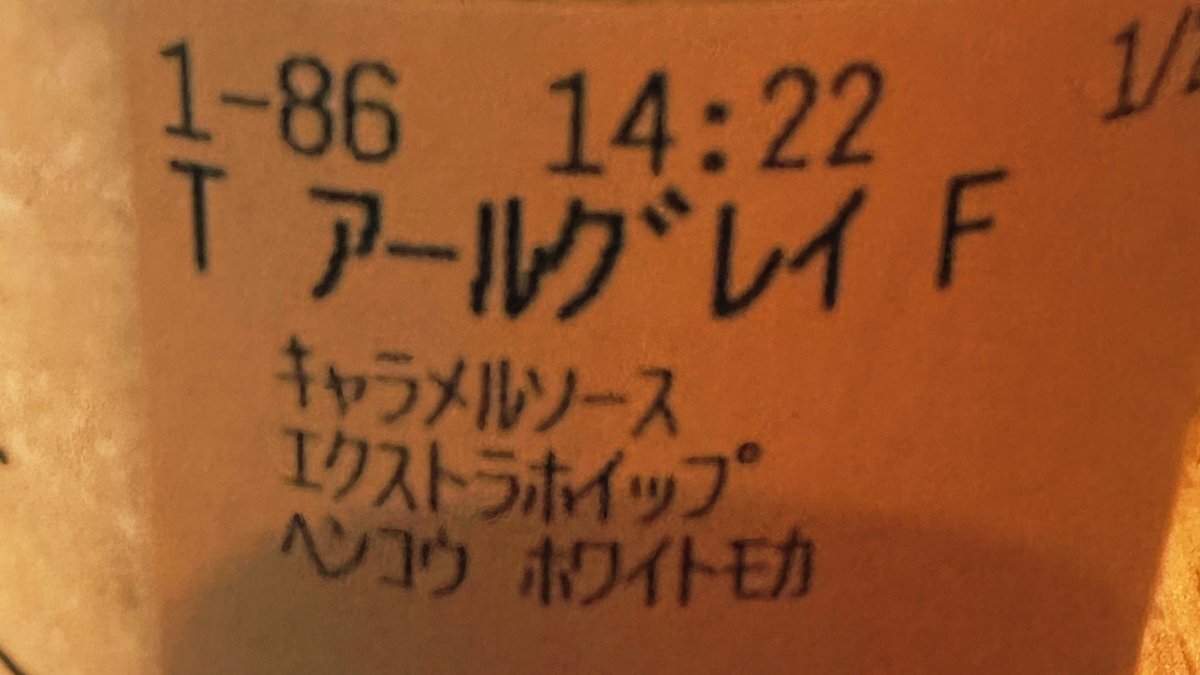 1-86 14:22 1/
T アールグレイ F
キャラメルソース
エクストラホイップ
ヘンコウ ホワイトモカ